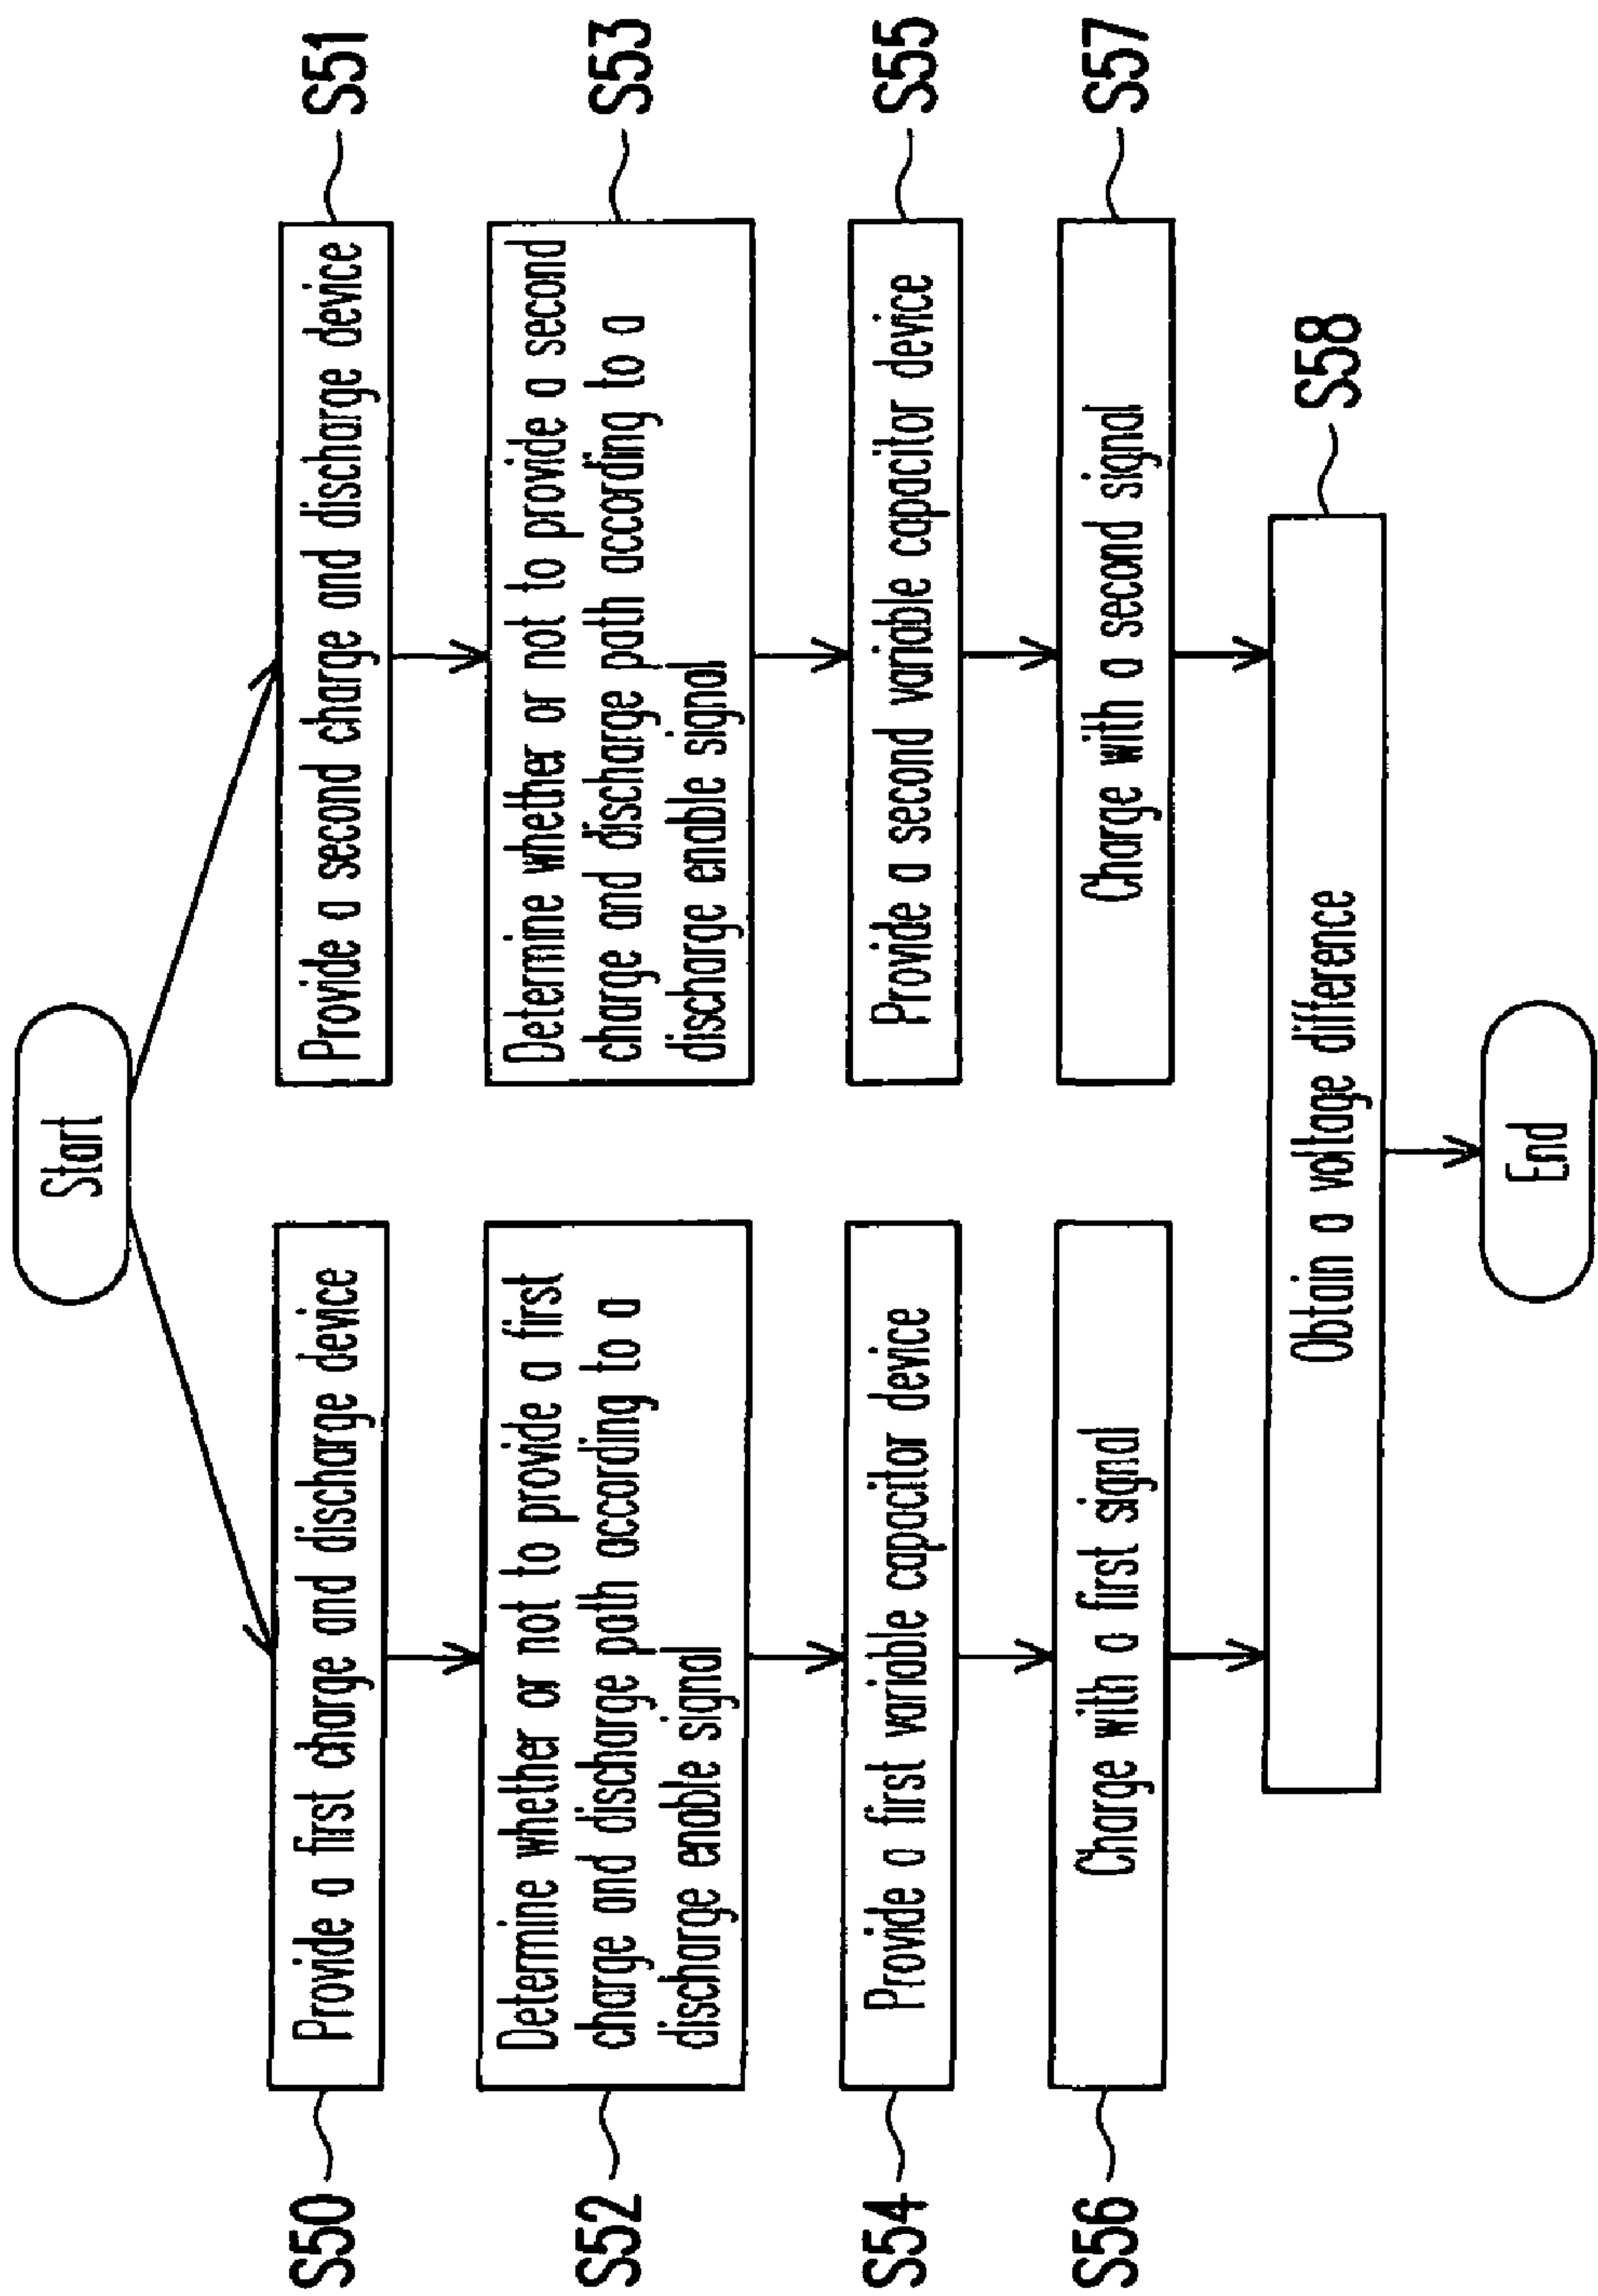 Start
S50
Provide a first charge and discharge device
Provide a second charge and discharge device
S51
S52
Determine whether or not to provide a first
charge and discharge path according to a
discharge enable signal
Determine whether or not to provide a second
charge and discharge path according to a
discharge enable signal
S53
S54
Provide a first variable capacitor device
Provide a second variable capacitor device
S55
S56
Charge with a first signal
Charge with a second signal
S57
Obtain a voltage difference
S58
End